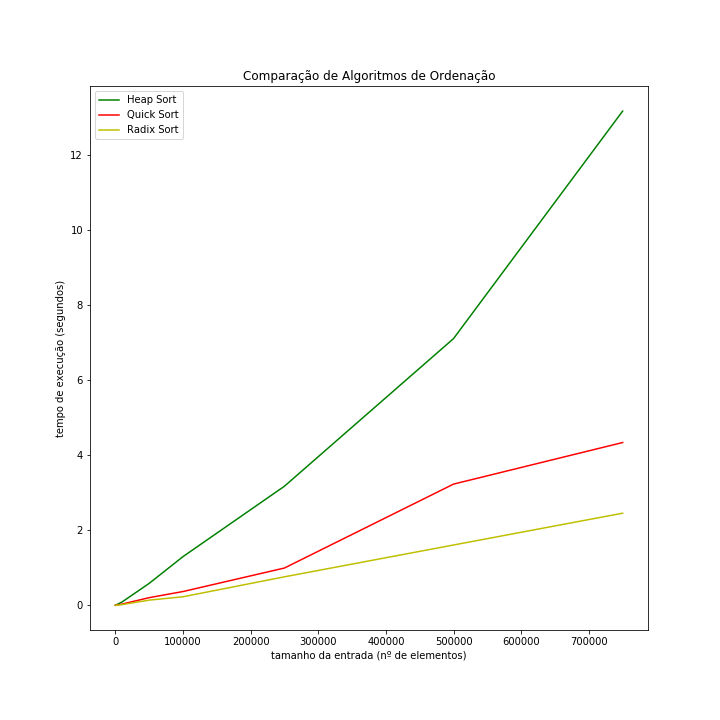 Comparação de Algoritmos de Ordenação
Heap Sort
Quick Sort
Radix Sort
12
10
8
6
4
2
0
tempo de execução (segundos)
0 100000 200000 300000 400000 500000 600000 700000
tamanho da entrada (nº de elementos)